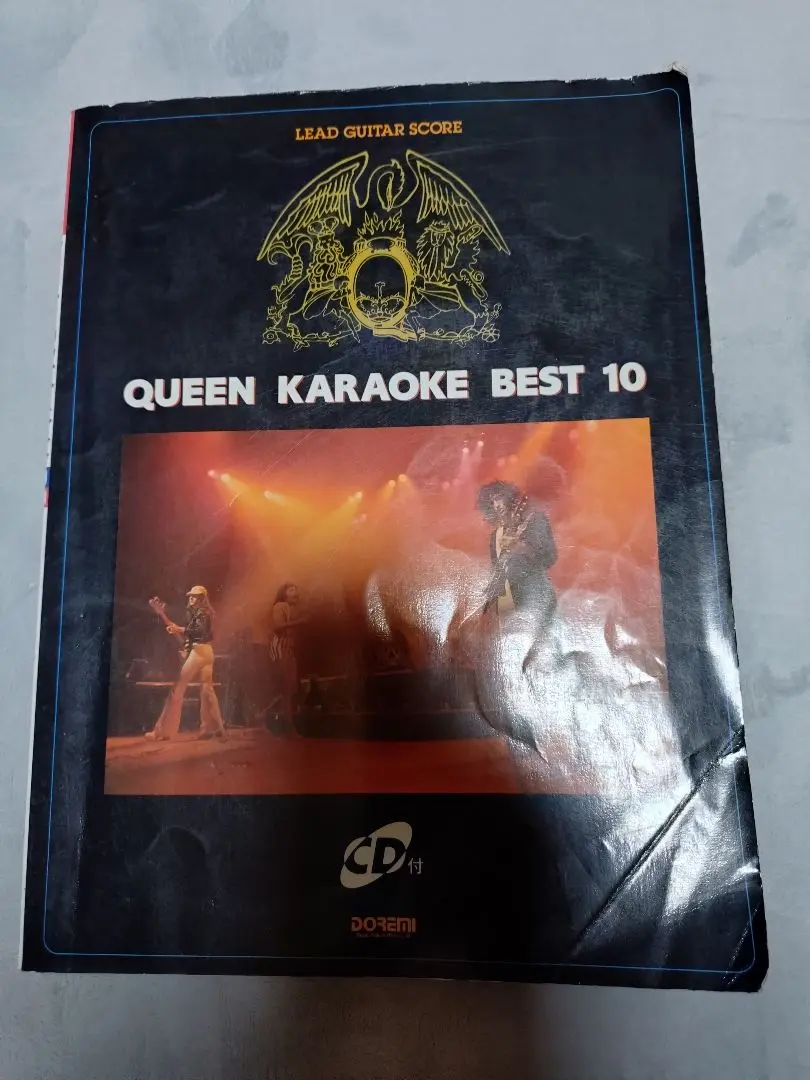 LEAD GUITAR SCORE
QUEEN KARAOKE BEST 10
CD付
DOREMI